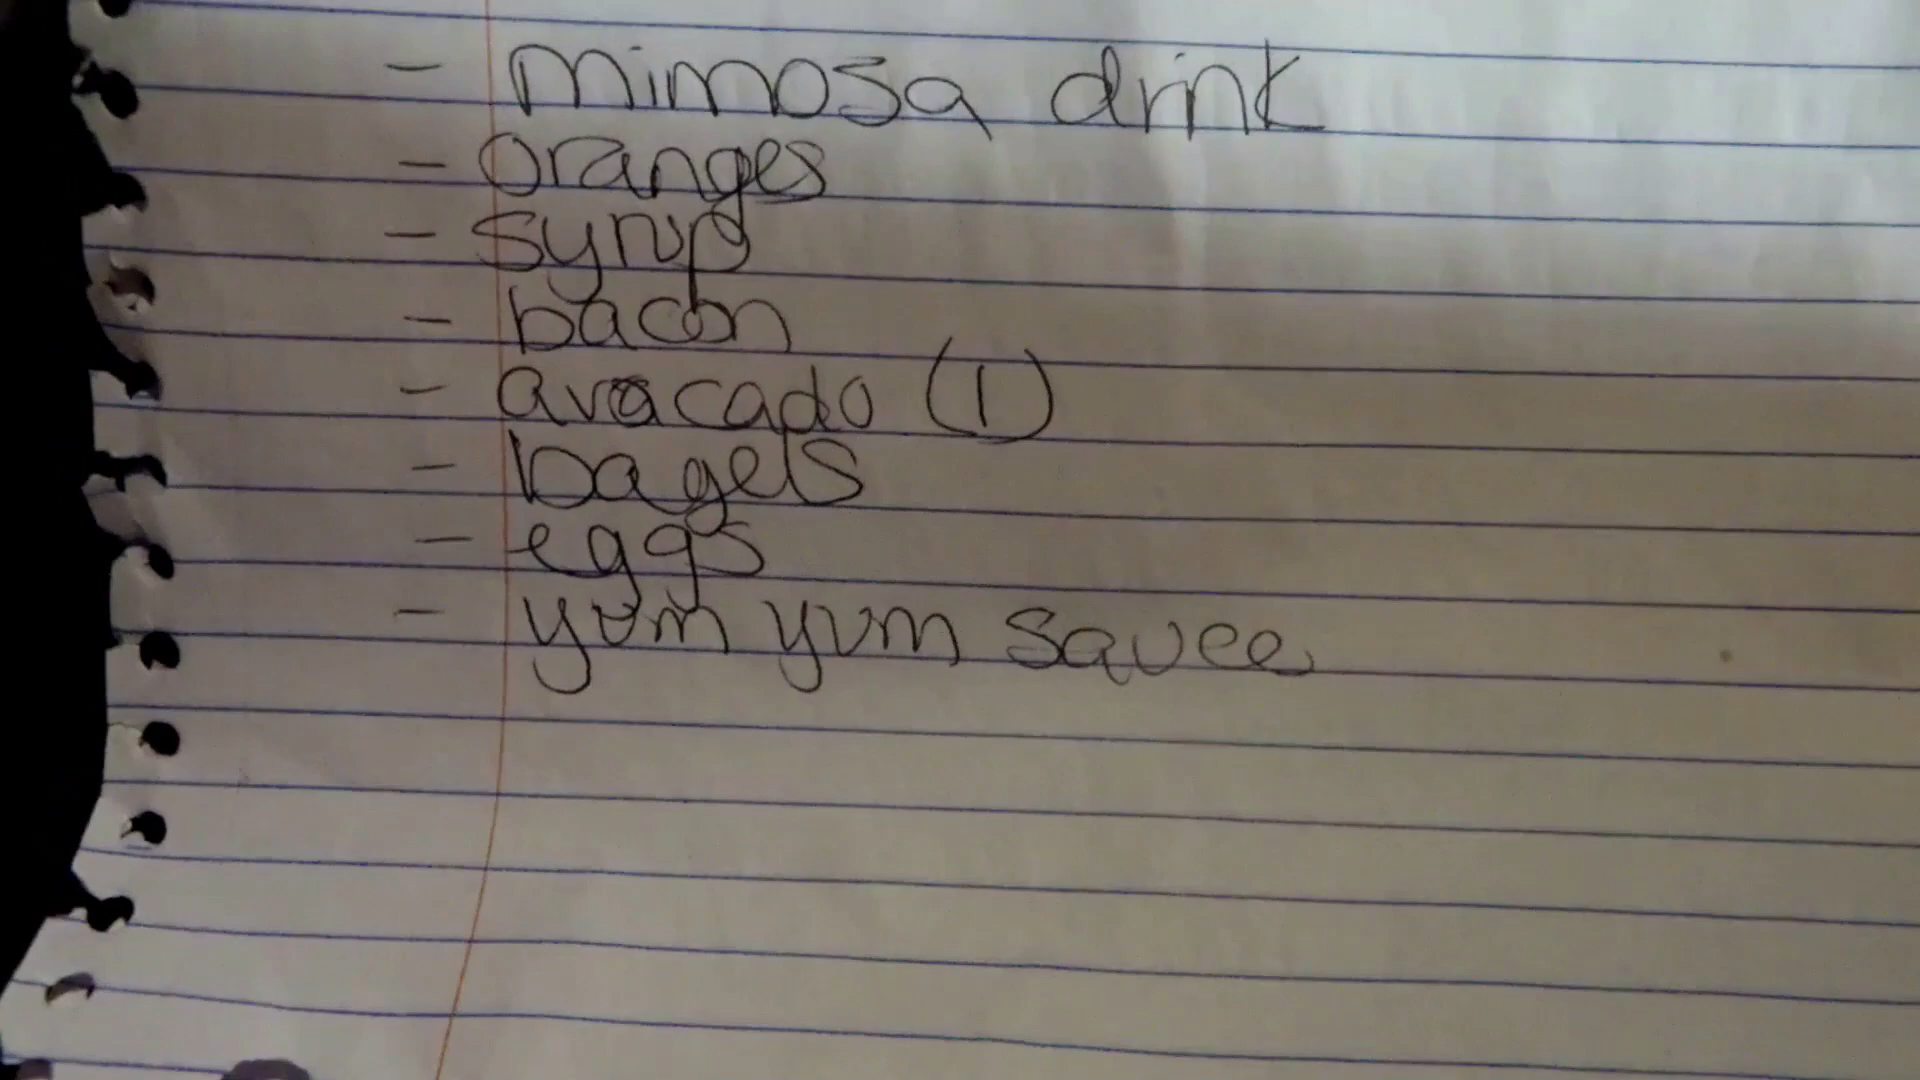 - mimosa drink
- oranges
- syrup
- bacon
- avacado (1)
- bagels
- eggs
- yum yum sauce